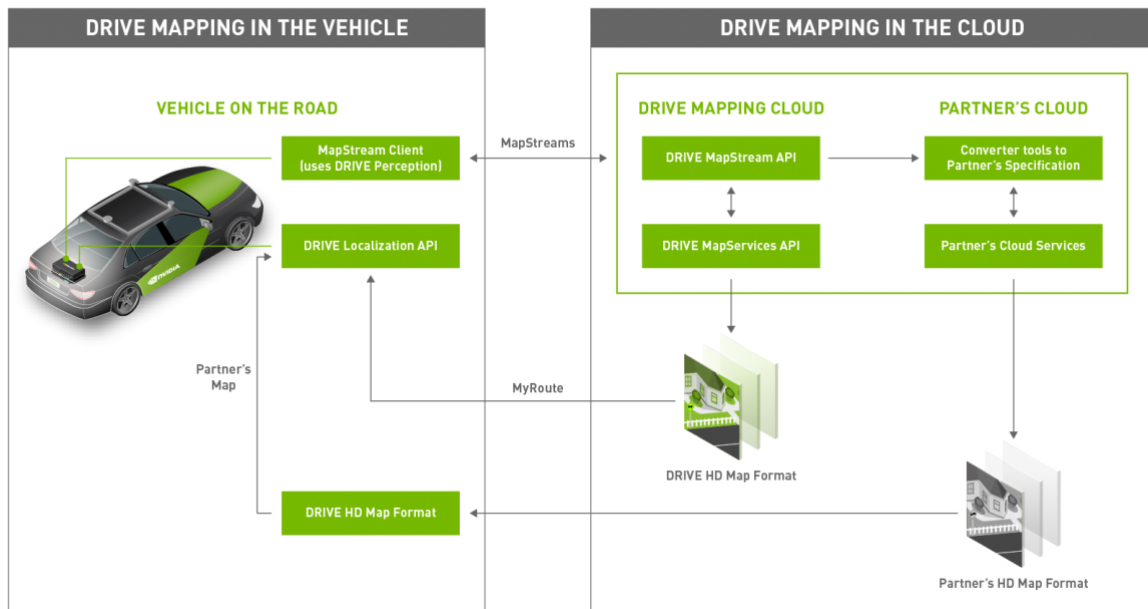 DRIVE MAPPING IN THE VEHICLE
DRIVE MAPPING IN THE CLOUD
VEHICLE ON THE ROAD
MapStream Client
(uses DRIVE Perception)
DRIVE Localization API
NVIDIA
Partner's
Map
DRIVE HD Map Format
MapStreams
MyRoute
DRIVE MAPPING CLOUD
PARTNER'S CLOUD
DRIVE MapStream API
Converter tools to
Partner's Specification
DRIVE MapServices API
Partner's Cloud Services
DRIVE HD Map Format
Partner's HD Map Format